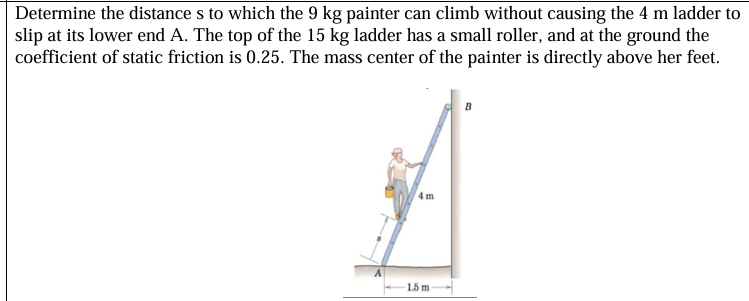 Determine the distance s to which the 9 kg painter can climb without causing the 4 m ladder to
slip at its lower end A. The top of the 15 kg ladder has a small roller, and at the ground the
coefficient of static friction is 0.25. The mass center of the painter is directly above her feet.
B
4 m
s
A
1.5 m